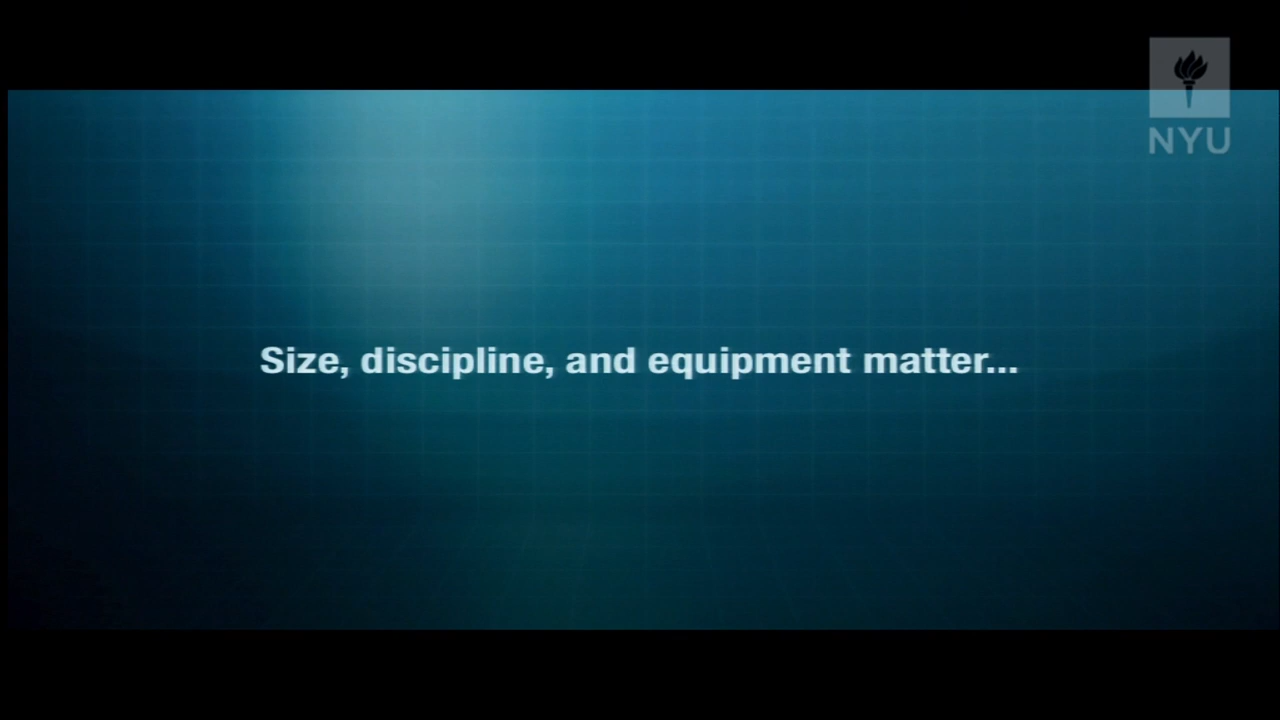 NYU
Size, discipline, and equipment matter...